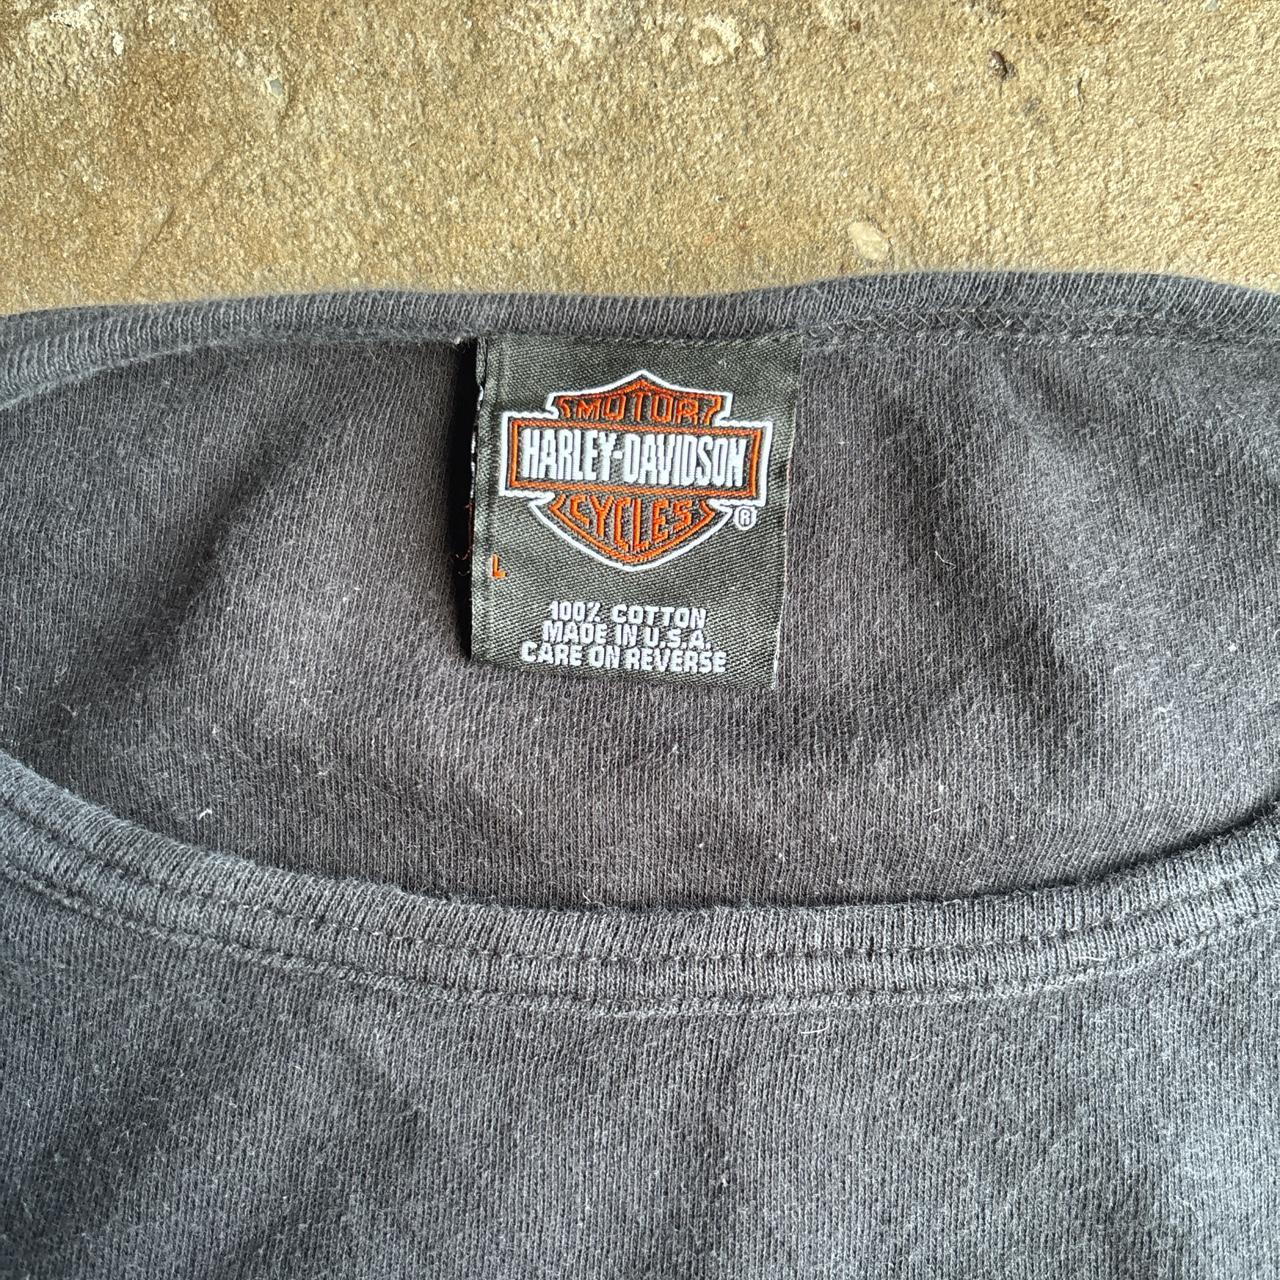 MOTOR
HARLEY-DAVIDSON
CYCLES
®
L
100% COTTON
MADE IN U.S.A.
CARE ON REVERSE